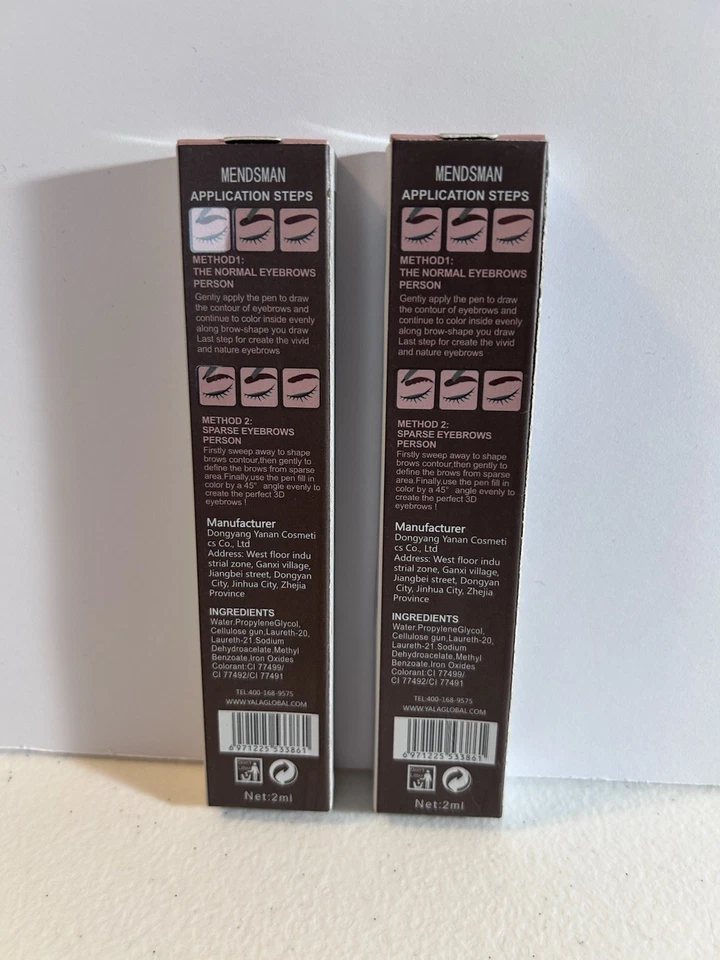 MENDSMAN
APPLICATION STEPS
METHOD1:
THE NORMAL EYEBROWS
PERSON
Gently apply the pen to draw
the contour of eyebrows and
continue to color inside evenly
along brow-shape you draw
Last step for create the vivid
and nature eyebrows
METHOD 2:
SPARSE EYEBROWS
PERSON
Firstly sweep away to shape
brows contour,then gently to
define the brows from sparse
area.Finally,use the pen fill in
color by a 45° angle evenly to
create the perfect 3D
eyebrows !
Manufacturer
Dongyang Yanan Cosmeti
cs Co., Ltd
Address: West floor indu
strial zone, Ganxi village,
Jiangbei street, Dongyan
City, Jinhua City, Zhejia
Province
INGREDIENTS
Water.PropyleneGlycol,
Cellulose gun,Laureth-20,
Laureth-21.Sodium
Dehydroacelate,Methyl
Benzoate,Iron Oxides
Colorant:CI 77499/
CI 77492/CI 77491
TEL:400-168-9575
WWW.YALAGLOBAL.COM
6 971225 533861
Net:2ml
MENDSMAN
APPLICATION STEPS
METHOD1:
THE NORMAL EYEBROWS
PERSON
Gently apply the pen to draw
the contour of eyebrows and
continue to color inside evenly
along brow-shape you draw
Last step for create the vivid
and nature eyebrows
METHOD 2:
SPARSE EYEBROWS
PERSON
Firstly sweep away to shape
brows contour,then gently to
define the brows from sparse
area.Finally,use the pen fill in
color by a 45° angle evenly to
create the perfect 3D
eyebrows !
Manufacturer
Dongyang Yanan Cosmeti
cs Co., Ltd
Address: West floor indu
strial zone, Ganxi village,
Jiangbei street, Dongyan
City, Jinhua City, Zhejia
Province
INGREDIENTS
Water.PropyleneGlycol,
Cellulose gun,Laureth-20,
Laureth-21.Sodium
Dehydroacelate,Methyl
Benzoate,Iron Oxides
Colorant:CI 77499/
CI 77492/CI 77491
TEL:400-168-9575
WWW.YALAGLOBAL.COM
6 971225 533861
Net:2ml